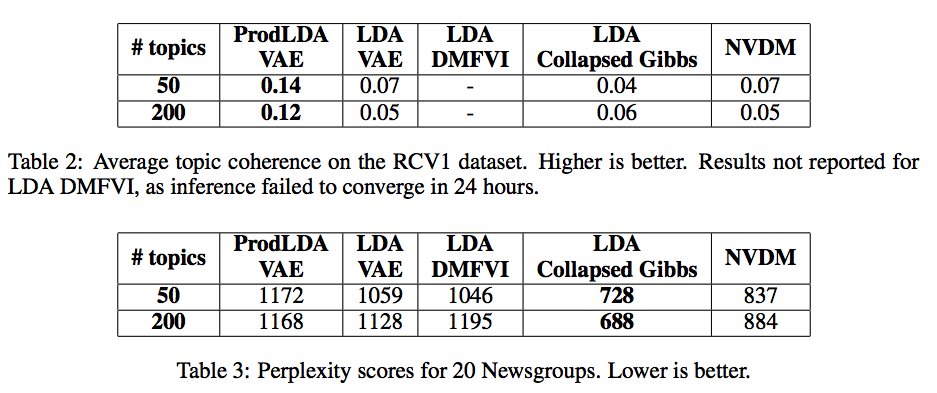 # topics ProdLDA VAE LDA VAE LDA DMFVI LDA Collapsed Gibbs NVDM
50 0.14 0.07 - 0.04 0.07
200 0.12 0.05 - 0.06 0.05
Table 2: Average topic coherence on the RCV1 dataset. Higher is better. Results not reported for
LDA DMFVI, as inference failed to converge in 24 hours.
# topics ProdLDA VAE LDA VAE LDA DMFVI LDA Collapsed Gibbs NVDM
50 1172 1059 1046 728 837
200 1168 1128 1195 688 884
Table 3: Perplexity scores for 20 Newsgroups. Lower is better.